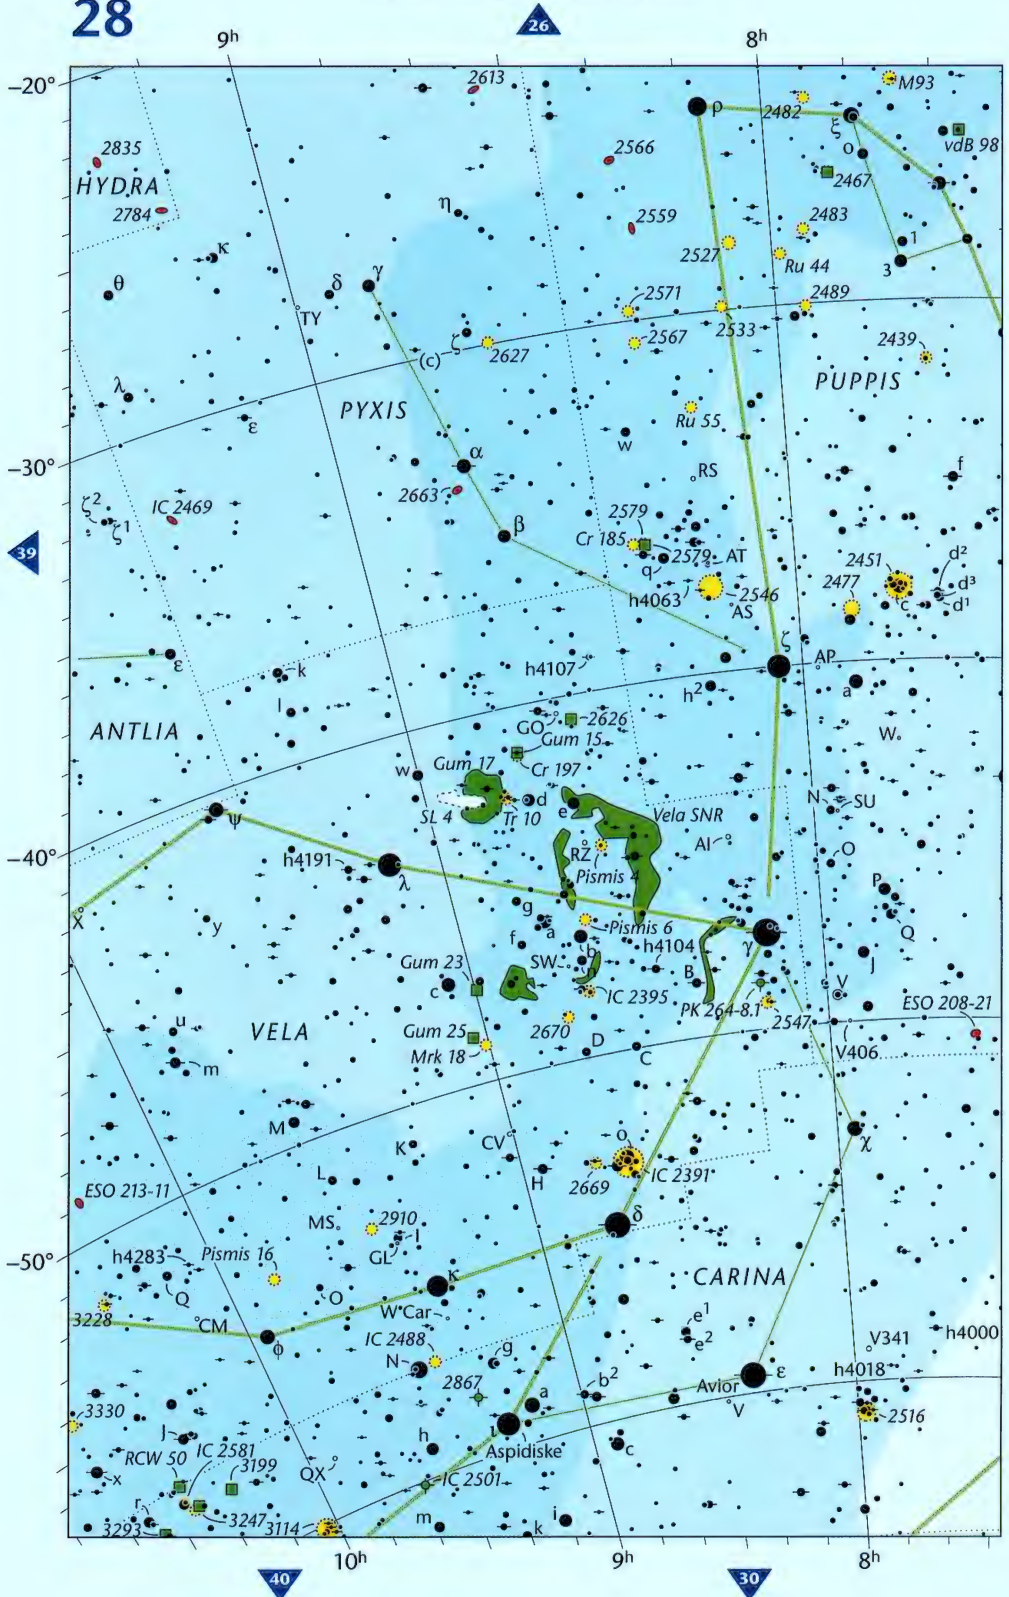 28
26
9h
8h
–20°
2613
M93
2482
ρ
ξ
ο
vdB 98
2835
2566
2467
HYDRA
2784
η
2559
2483
κ
2527
1
3
Ru 44
θ
δ
γ
TY
2571
2489
ζ
2627
2567
2533
(c)
2439
λ
PYXIS
PUPPIS
ε
Ru 55
w
α
–30°
RS
f
2663
ζ2
ζ1
IC 2469
2579
β
Cr 185
2579
AT
39
q
2451
d2
2477
d3
h4063
2546
c
d1
AS
ζ
ε
k
h4107
AP
h2
a
l
ANTLIA
GO
2626
W
Gum 15
Gum 17
Cr 197
w
d
e
N
SU
SL 4
Tr 10
Vela SNR
ψ
AI
RZ
O
–40°
h4191
λ
Pismis 4
P
X
g
y
a
Pismis 6
Q
f
b
h4104
γ
SW
n
J
Gum 23
B
c
IC 2395
V
PK 264-8.1
ESO 208-21
2547
u
VELA
Gum 25
2670
Mrk 18
D
C
V406
m
M
K
CV
χ
o
L
H
2669
IC 2391
ESO 213-11
MS
2910
I
δ
–50°
h4283
Pismis 16
GL
κ
CARINA
Q
O
3228
CM
W Car
e1
φ
IC 2488
e2
V341
h4000
N
g
h4018
2867
b2
Avior
ε
a
V
3330
ι
2516
J
h
Aspidiske
c
RCW 50
IC 2581
x
3199
QX
IC 2501
r
3247
3114
m
i
3293
k
10h
9h
8h
40
30